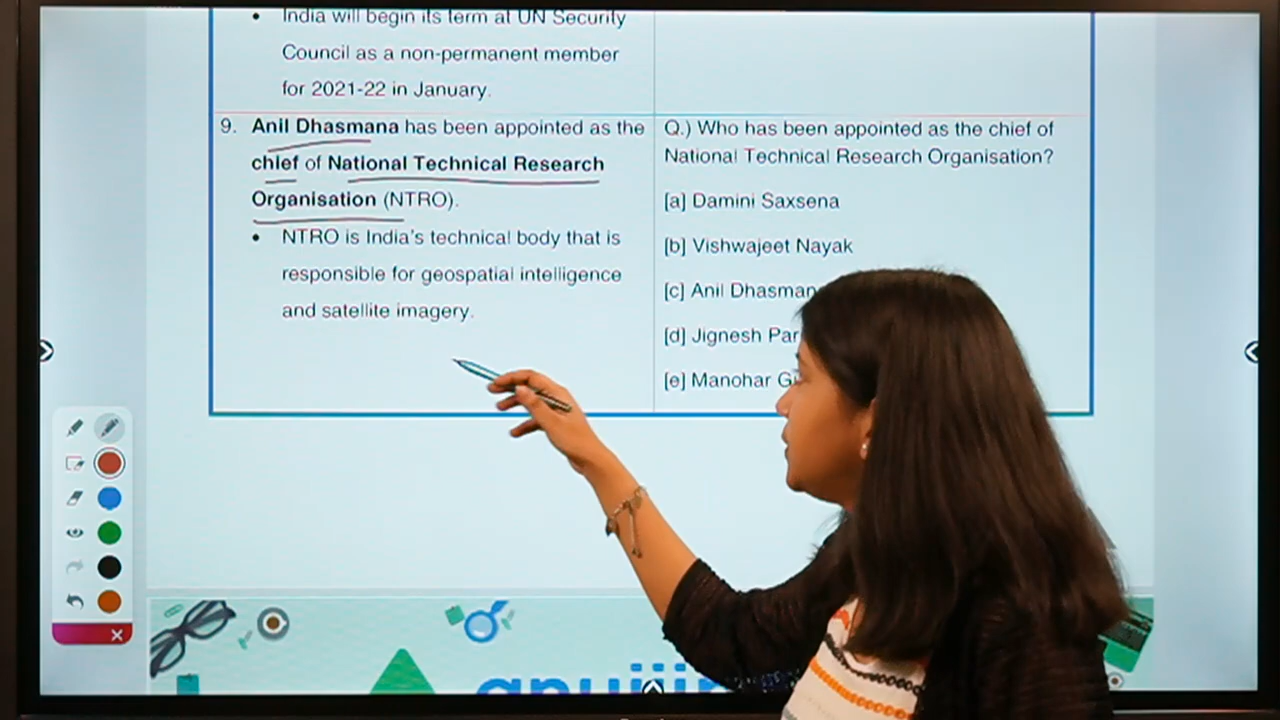 • India will begin its term at UN Security
Council as a non-permanent member
for 2021-22 in January.
9. Anil Dhasmana has been appointed as the
chief of National Technical Research
Organisation (NTRO).
• NTRO is India's technical body that is
responsible for geospatial intelligence
and satellite imagery.
Q.) Who has been appointed as the chief of
National Technical Research Organisation?
[a] Damini Saxsena
[b] Vishwajeet Nayak
[c] Anil Dhasman
[d] Jignesh Par
[e] Manohar G